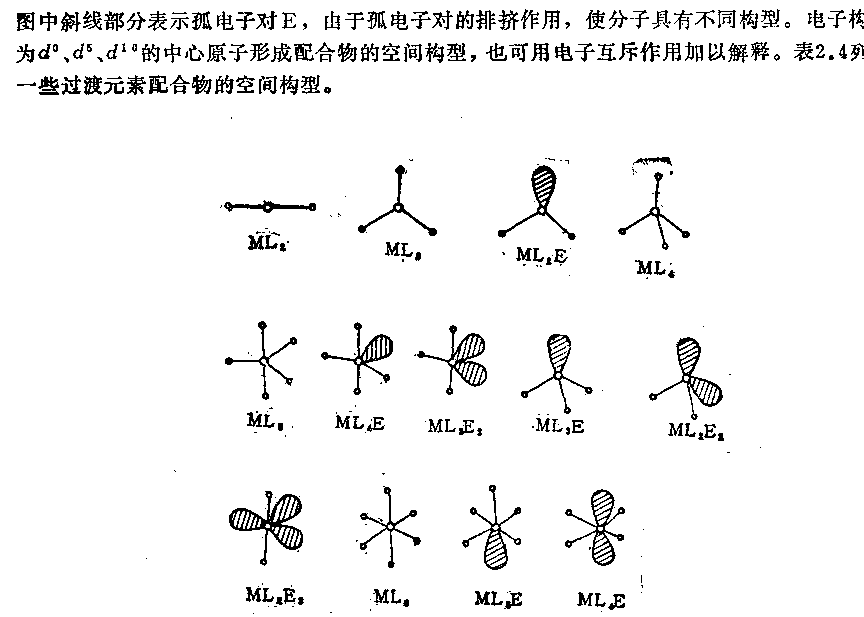 图中斜线部分表示孤电子对E，由于孤电子对的排挤作用，使分子具有不同构型。电子构
为d⁰、d⁵、d¹⁰的中心原子形成配合物的空间构型，也可用电子互斥作用加以解释。表2.4列
一些过渡元素配合物的空间构型。
ML₂ ML₃ ML₂E ML₄
ML₅ ML₄E ML₃E₂ ML₃E ML₂E₂
ML₂E₃ ML₆ ML₅E ML₄E